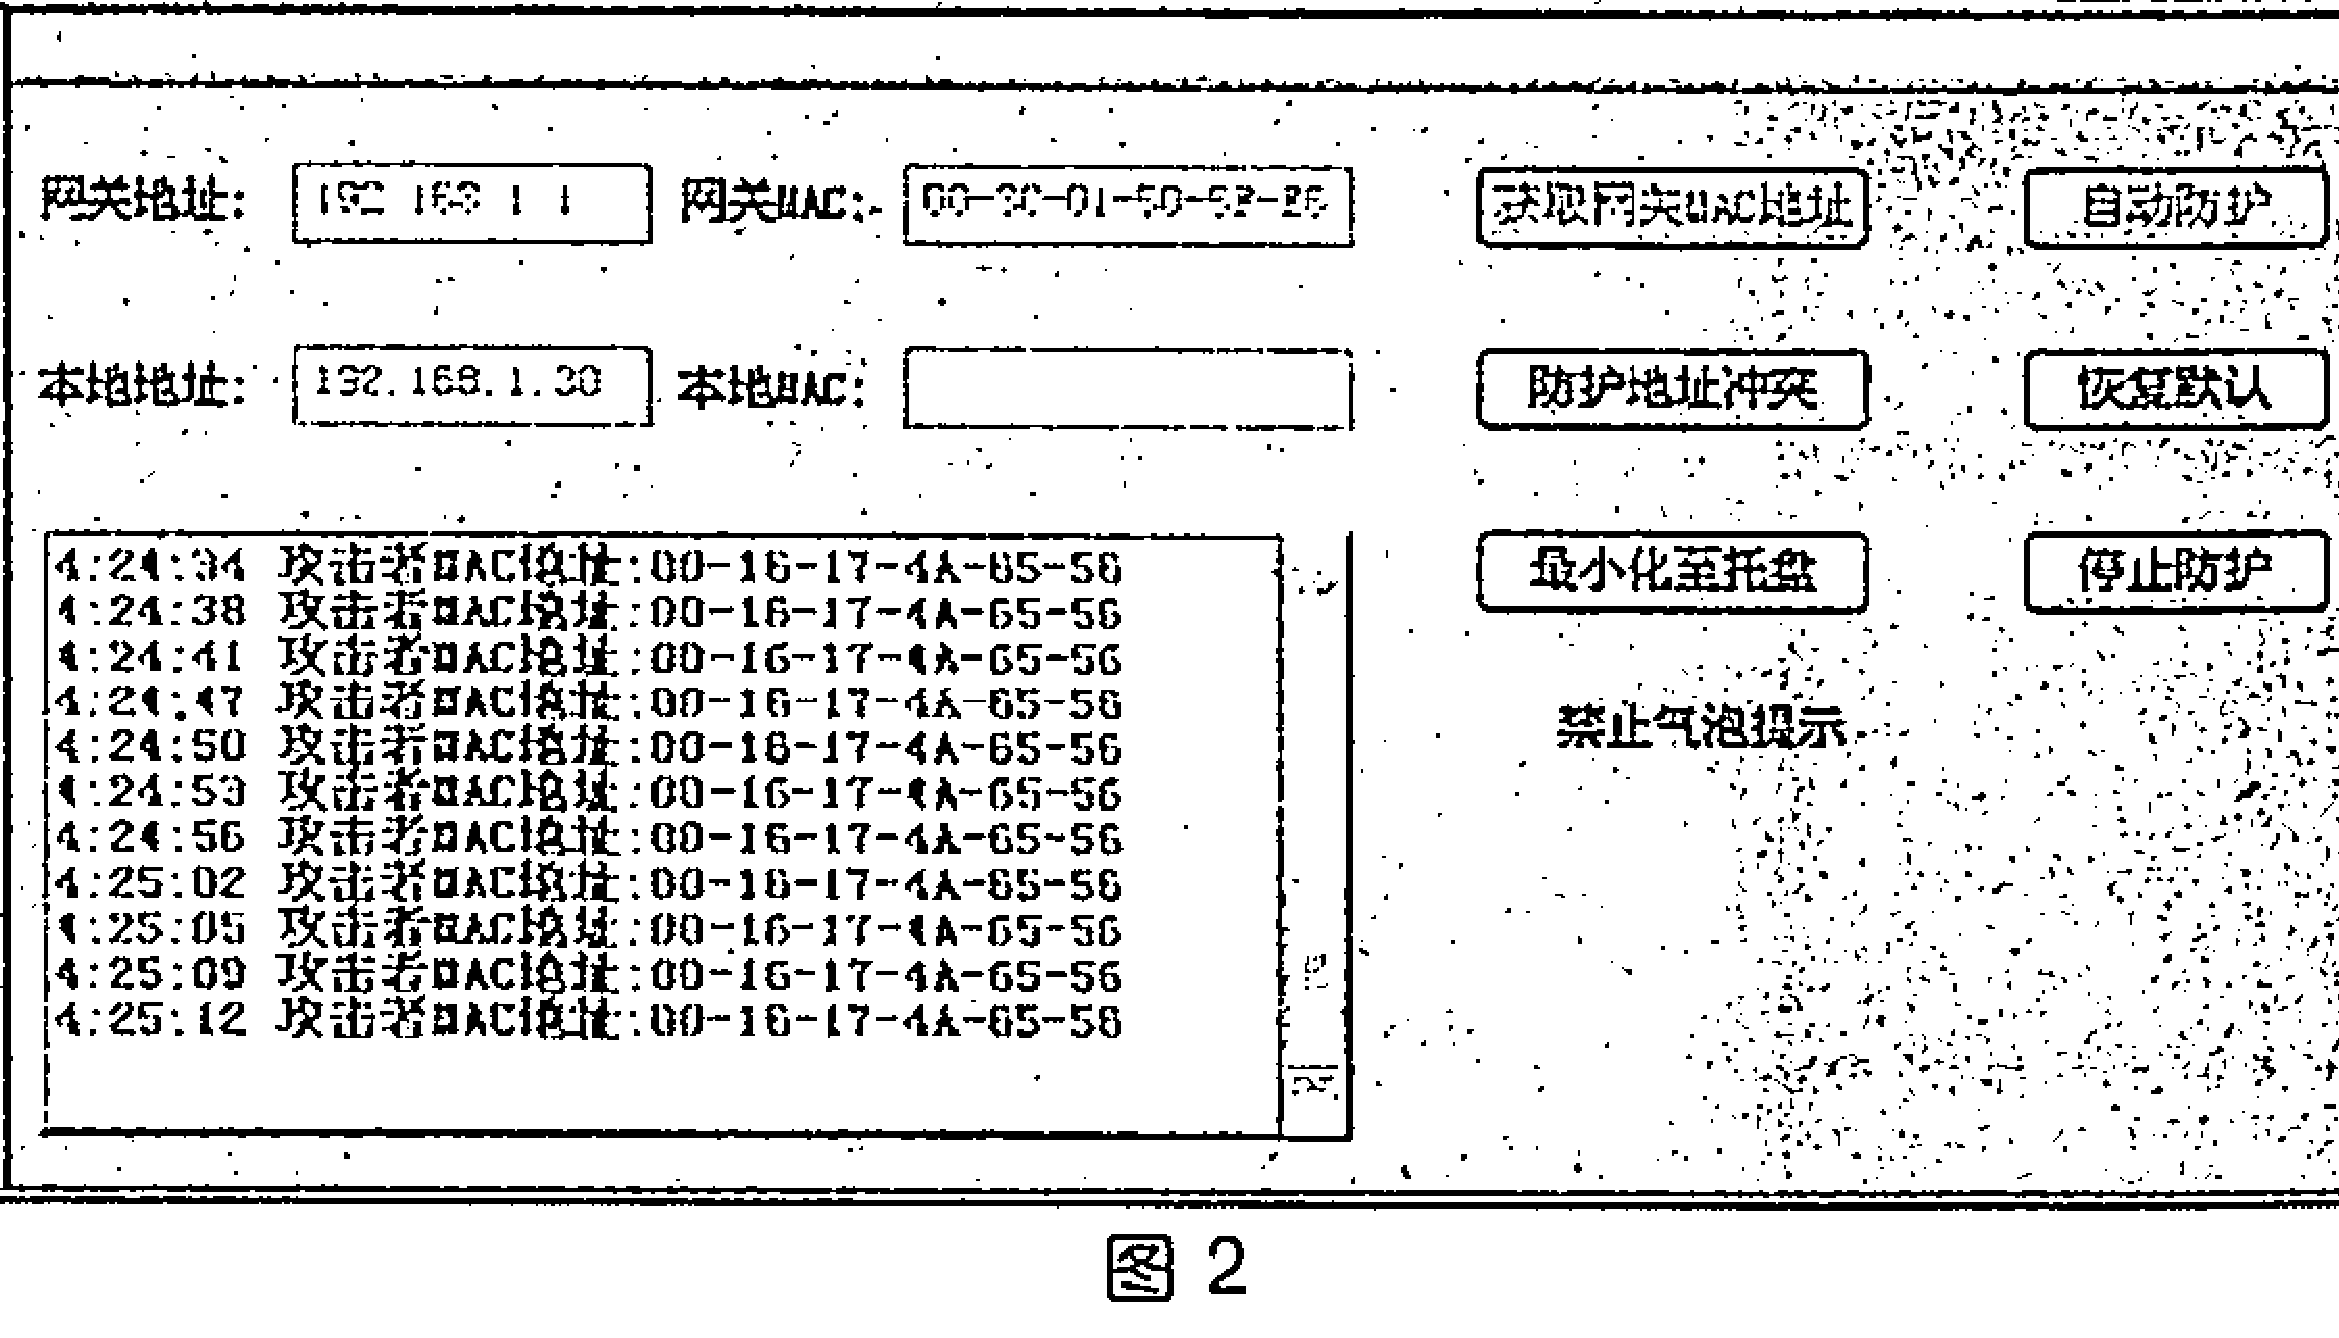 网关地址: 192 168 1 1 网关MAC: 获取网关MAC地址 自动防护
本地地址: 192.168.1.30 本地MAC: 防护地址冲突 恢复默认
最小化至托盘 停止防护
禁止气泡提示
4:24:34 攻击者MAC地址:00-16-17-4A-65-56
4:24:38 攻击者MAC地址:00-16-17-4A-65-56
4:24:41 攻击者MAC地址:00-16-17-4A-65-56
4:24:47 攻击者MAC地址:00-16-17-4A-65-56
4:24:50 攻击者MAC地址:00-16-17-4A-65-56
4:24:53 攻击者MAC地址:00-16-17-4A-65-56
4:24:56 攻击者MAC地址:00-16-17-4A-65-56
4:25:02 攻击者MAC地址:00-16-17-4A-65-56
4:25:05 攻击者MAC地址:00-16-17-4A-65-56
4:25:09 攻击者MAC地址:00-16-17-4A-65-56
4:25:12 攻击者MAC地址:00-16-17-4A-65-56
图 2